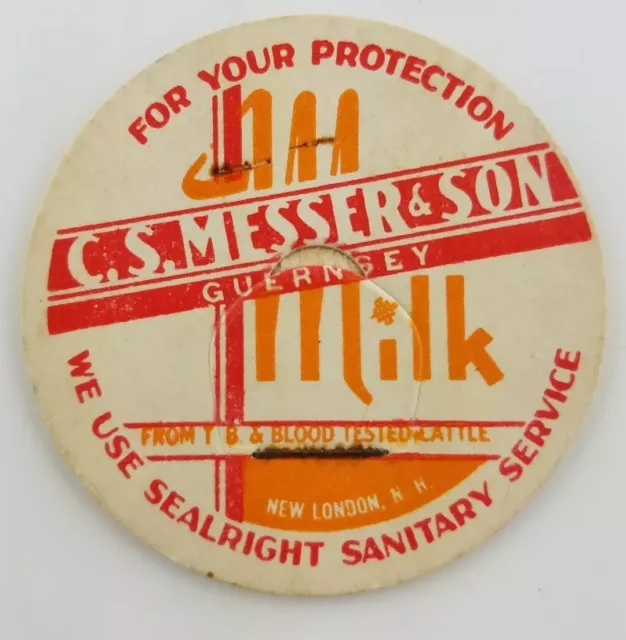 FOR YOUR PROTECTION
C.S. MESSER & SON
GUERNSEY
Milk
FROM T B. & BLOOD TESTED CATTLE
NEW LONDON, N. H.
WE USE SEALRIGHT SANITARY SERVICE